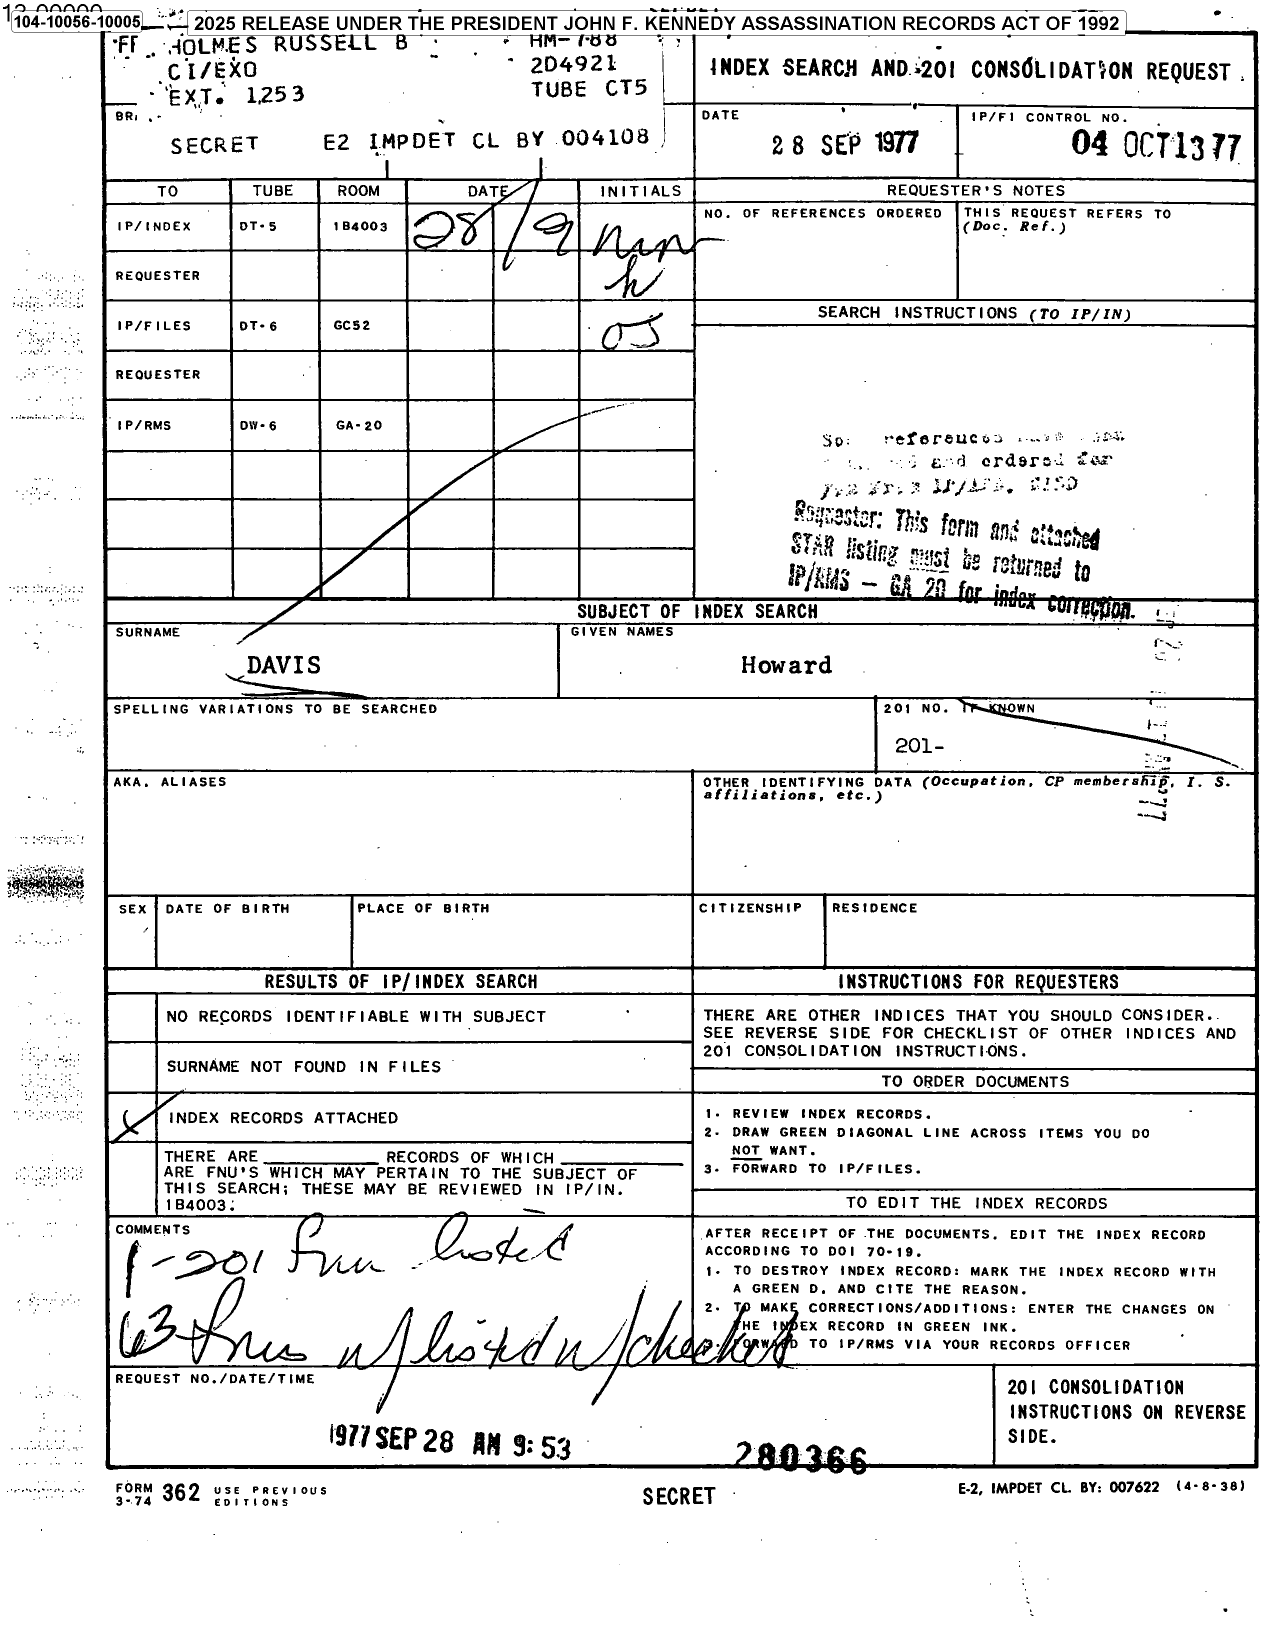 13-00000
104-10056-10005
2025 RELEASE UNDER THE PRESIDENT JOHN F. KENNEDY ASSASSINATION RECORDS ACT OF 1992
HOLMES RUSSELL B HM-788
CI/EXO 2D4921
EXT. 1253 TUBE CT5
SECRET E2 IMPDET CL BY 004108
INDEX SEARCH AND 201 CONSOLIDATION REQUEST
DATE
28 SEP 1977
IP/FI CONTROL NO.
04 OCT 13 77
TO TUBE ROOM DATE INITIALS
IP/INDEX DT-5 1B4003 28/9
REQUESTER
IP/FILES DT-6 GC52 OJ
REQUESTER
IP/RMS DW-6 GA-20
REQUESTER'S NOTES
NO. OF REFERENCES ORDERED
THIS REQUEST REFERS TO
(Doc. Ref.)
SEARCH INSTRUCTIONS (TO IP/IN)
references
and ordered for
Requester: This form and attached
STAR listing must be returned to
IP/RMS — GA 20 for index correction.
SUBJECT OF INDEX SEARCH
SURNAME
DAVIS
GIVEN NAMES
Howard
SPELLING VARIATIONS TO BE SEARCHED
201 NO. IF KNOWN
201-
AKA, ALIASES
OTHER IDENTIFYING DATA (Occupation, CP membership, I. S.
affiliations, etc.)
SEX DATE OF BIRTH PLACE OF BIRTH CITIZENSHIP RESIDENCE
RESULTS OF IP/INDEX SEARCH
NO RECORDS IDENTIFIABLE WITH SUBJECT
SURNAME NOT FOUND IN FILES
X INDEX RECORDS ATTACHED
THERE ARE ________ RECORDS OF WHICH ________
ARE FNU'S WHICH MAY PERTAIN TO THE SUBJECT OF
THIS SEARCH; THESE MAY BE REVIEWED IN IP/IN.
1B4003.
INSTRUCTIONS FOR REQUESTERS
THERE ARE OTHER INDICES THAT YOU SHOULD CONSIDER.
SEE REVERSE SIDE FOR CHECKLIST OF OTHER INDICES AND
201 CONSOLIDATION INSTRUCTIONS.
TO ORDER DOCUMENTS
1. REVIEW INDEX RECORDS.
2. DRAW GREEN DIAGONAL LINE ACROSS ITEMS YOU DO
NOT WANT.
3. FORWARD TO IP/FILES.
TO EDIT THE INDEX RECORDS
AFTER RECEIPT OF THE DOCUMENTS. EDIT THE INDEX RECORD
ACCORDING TO DOI 70-19.
1. TO DESTROY INDEX RECORD: MARK THE INDEX RECORD WITH
A GREEN D. AND CITE THE REASON.
2. TO MAKE CORRECTIONS/ADDITIONS: ENTER THE CHANGES ON
THE INDEX RECORD IN GREEN INK.
3. FORWARD TO IP/RMS VIA YOUR RECORDS OFFICER
COMMENTS
1-201 Fnu listed
63 Fnus w/listed w/checked
REQUEST NO./DATE/TIME
1977 SEP 28 AM 9:53
280366
201 CONSOLIDATION
INSTRUCTIONS ON REVERSE
SIDE.
FORM 362 USE PREVIOUS
3-74 EDITIONS
SECRET
E-2, IMPDET CL. BY: 007622 (4-8-38)